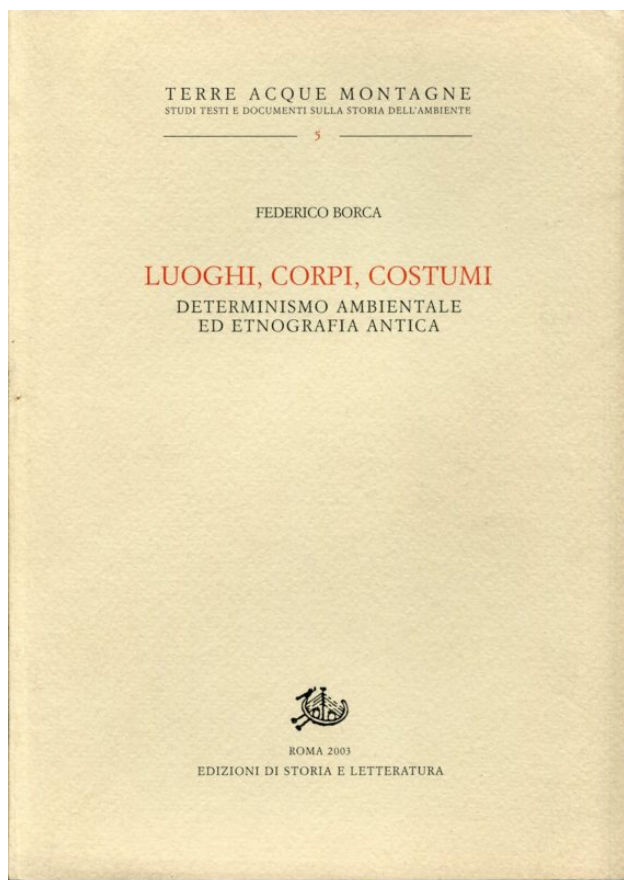 TERRE ACQUE MONTAGNE
STUDI TESTI E DOCUMENTI SULLA STORIA DELL'AMBIENTE
5
FEDERICO BORCA
LUOGHI, CORPI, COSTUMI
DETERMINISMO AMBIENTALE
ED ETNOGRAFIA ANTICA
ROMA 2003
EDIZIONI DI STORIA E LETTERATURA